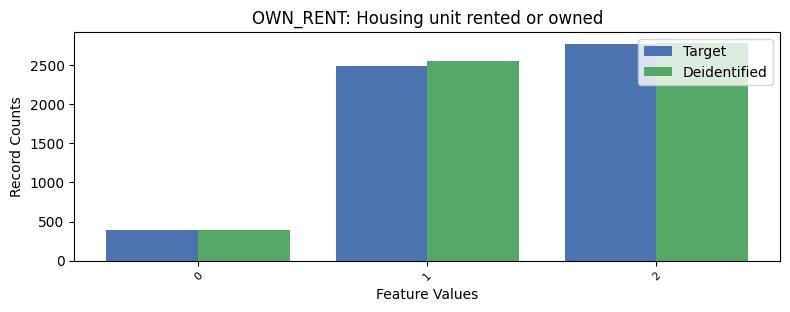 OWN_RENT: Housing unit rented or owned
Target
Deidentified
Record Counts
2500
2000
1500
1000
500
0
0
1
2
Feature Values